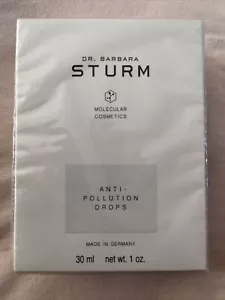 DR. BARBARA
STURM
MOLECULAR
COSMETICS
ANTI-
POLLUTION
DROPS
MADE IN GERMANY
30 ml net wt. 1 oz.